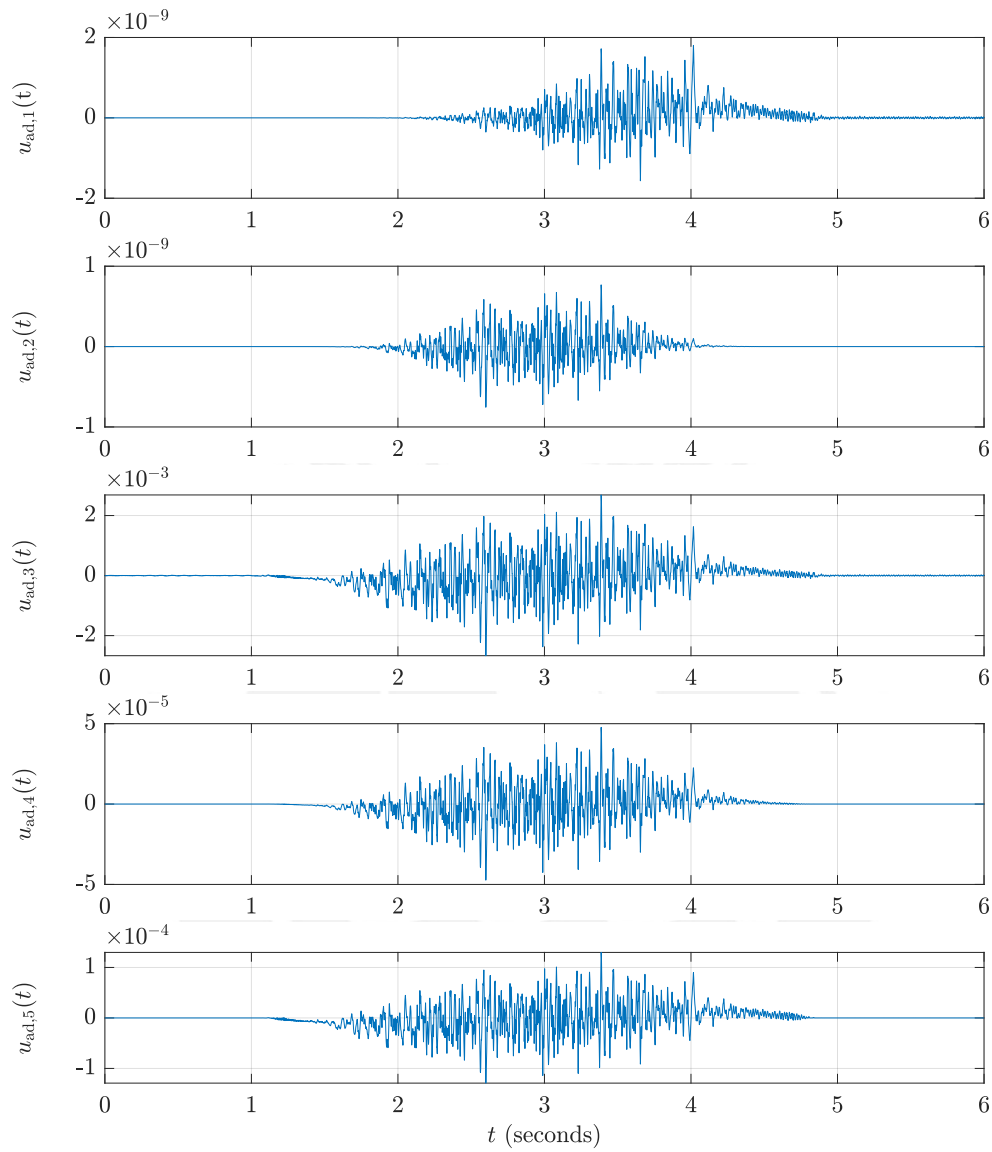 ×10⁻⁹
2
0
-2
u_ad,1(t)
0 1 2 3 4 5 6
×10⁻⁹
1
0
-1
u_ad,2(t)
0 1 2 3 4 5 6
×10⁻³
2
0
-2
u_ad,3(t)
0 1 2 3 4 5 6
×10⁻⁵
5
0
-5
u_ad,4(t)
0 1 2 3 4 5 6
×10⁻⁴
1
0
-1
u_ad,5(t)
0 1 2 3 4 5 6
t (seconds)